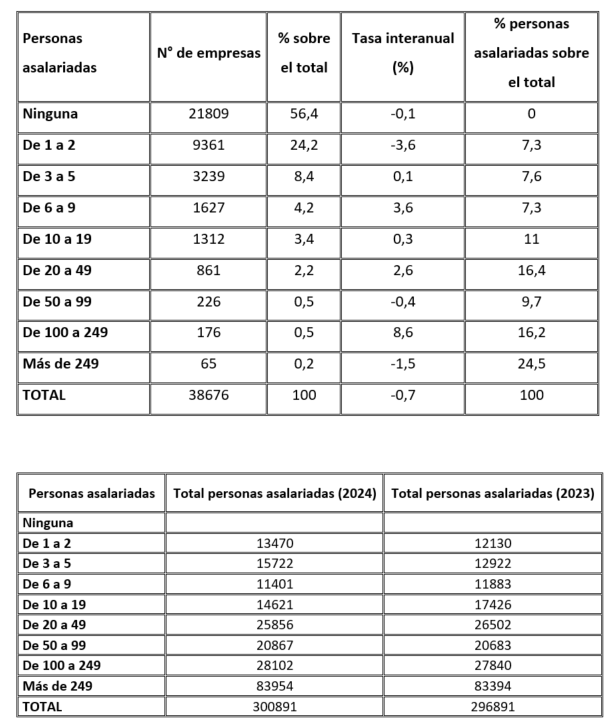 Personas asalariadas N° de empresas % sobre el total Tasa interanual (%) % personas asalariadas sobre el total
Ninguna 21809 56,4 -0,1 0
De 1 a 2 9361 24,2 -3,6 7,3
De 3 a 5 3239 8,4 0,1 7,6
De 6 a 9 1627 4,2 3,6 7,3
De 10 a 19 1312 3,4 0,3 11
De 20 a 49 861 2,2 2,6 16,4
De 50 a 99 226 0,5 -0,4 9,7
De 100 a 249 176 0,5 8,6 16,2
Más de 249 65 0,2 -1,5 24,5
TOTAL 38676 100 -0,7 100
Personas asalariadas Total personas asalariadas (2024) Total personas asalariadas (2023)
Ninguna
De 1 a 2 13470 12130
De 3 a 5 15722 12922
De 6 a 9 11401 11883
De 10 a 19 14621 17426
De 20 a 49 25856 26502
De 50 a 99 20867 20683
De 100 a 249 28102 27840
Más de 249 83954 83394
TOTAL 300891 296891